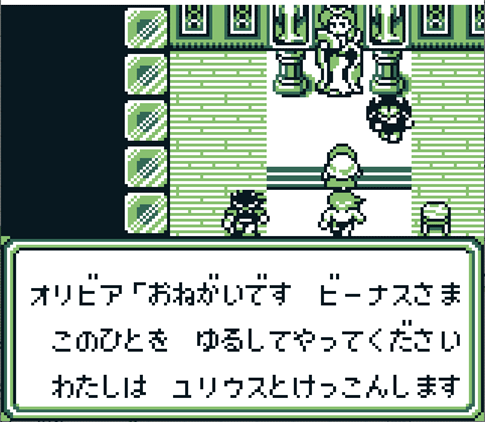 オリビア「おねがいです　ビーナスさま
このひとを　ゆるしてやってください
わたしは　ユリウスとけっこんします